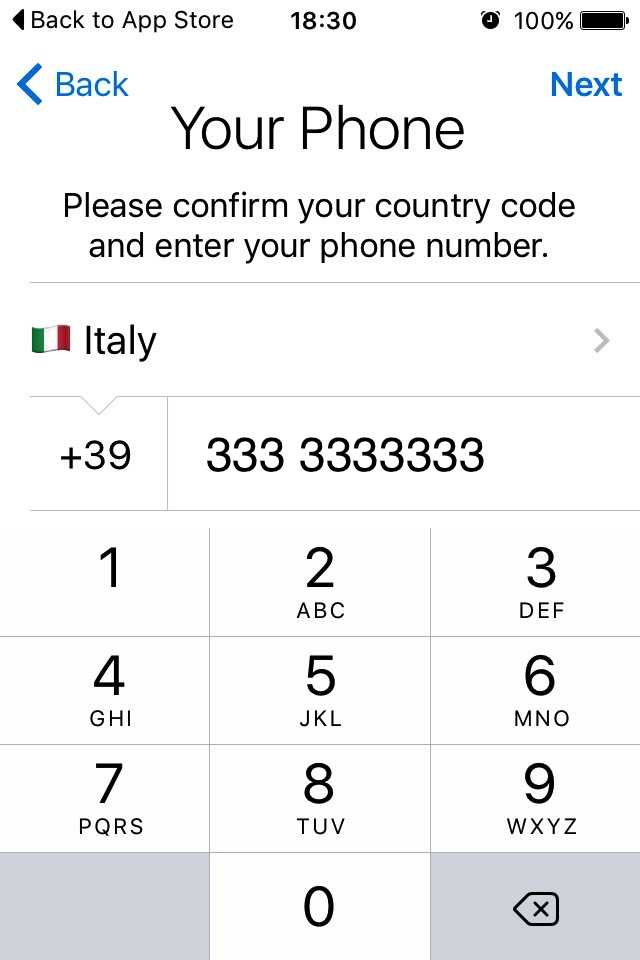 Back to App Store 18:30 100%
Back Next
Your Phone
Please confirm your country code
and enter your phone number.
Italy
+39 333 3333333
1 2 3
ABC DEF
4 5 6
GHI JKL MNO
7 8 9
PQRS TUV WXYZ
0